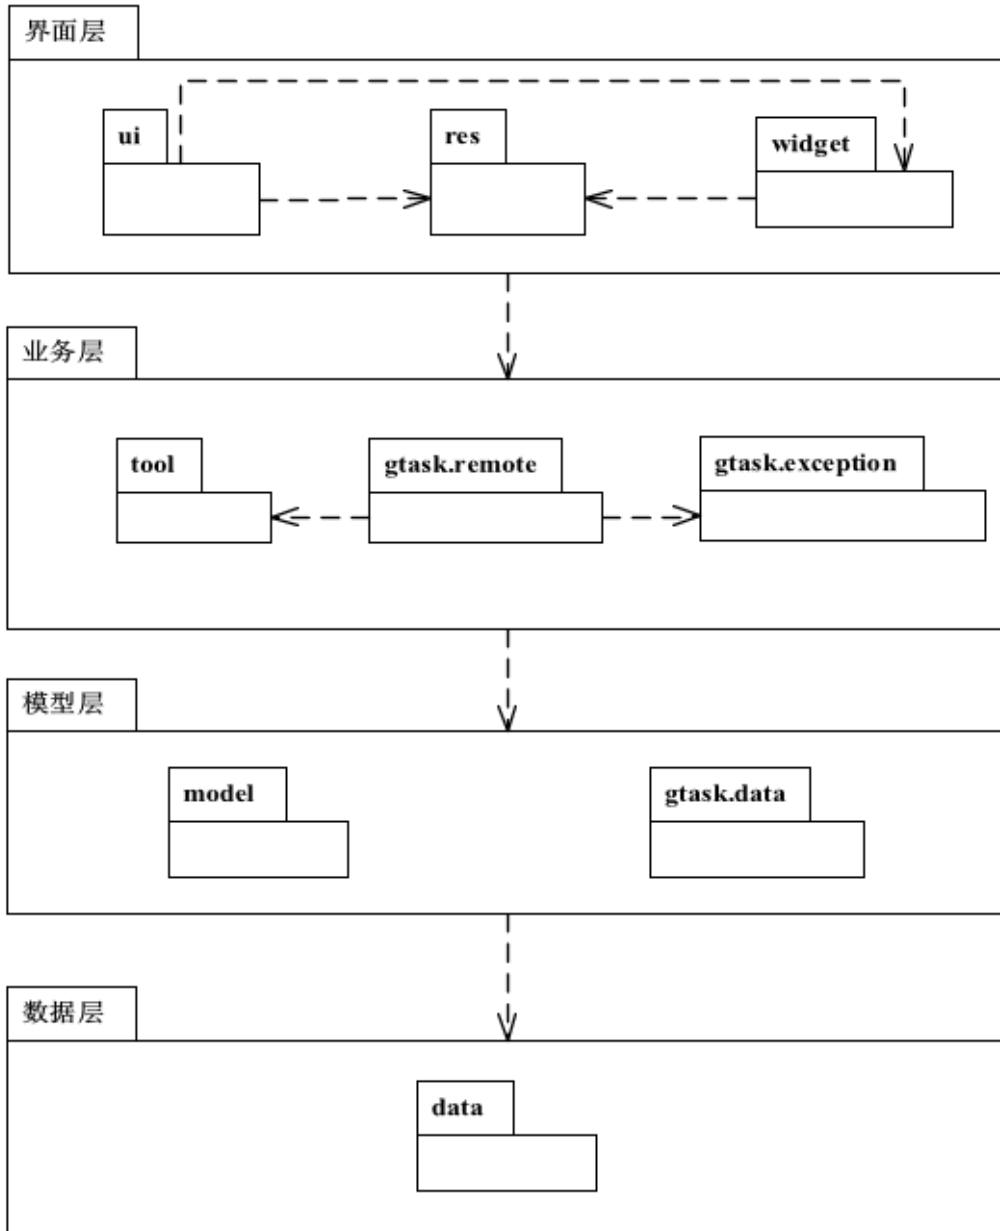 界面层
ui
res
widget
业务层
tool
gtask.remote
gtask.exception
模型层
model
gtask.data
数据层
data